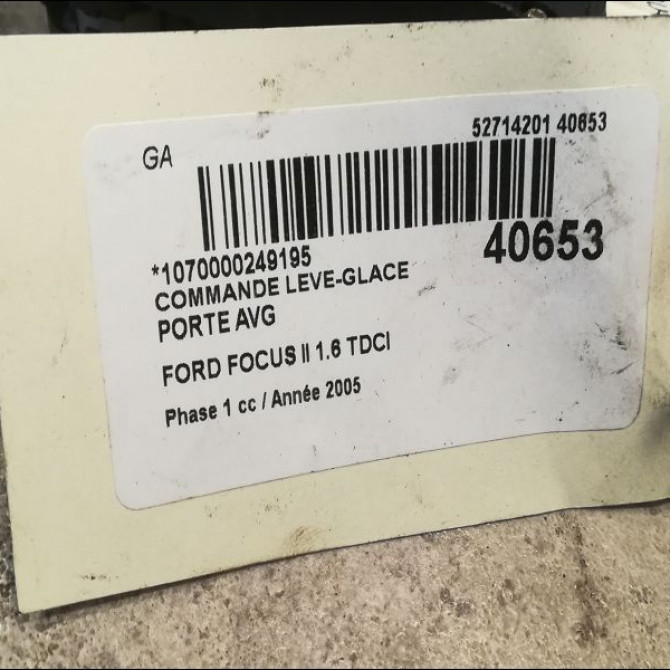 52714201 40653
GA
40653
*1070000249195
COMMANDE LEVE-GLACE
PORTE AVG
FORD FOCUS II 1.6 TDCI
Phase 1 cc / Année 2005